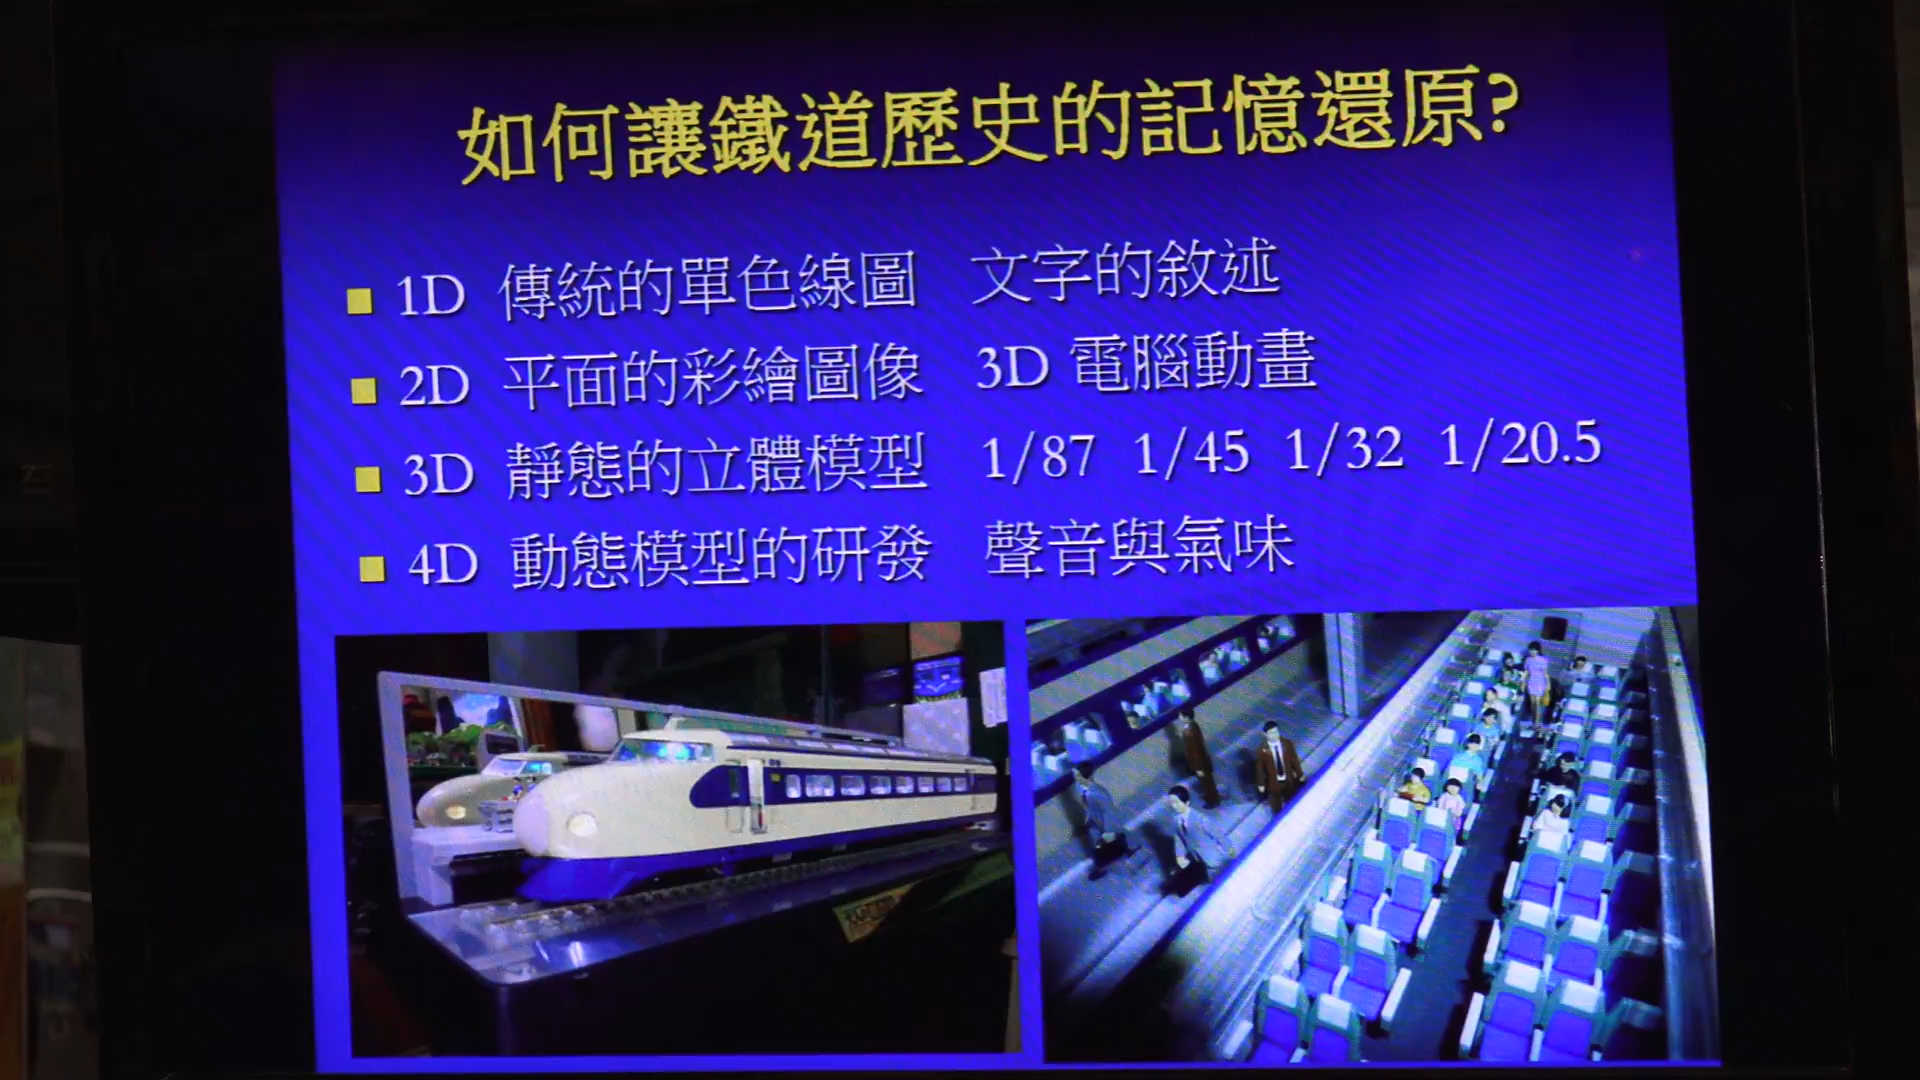 如何讓鐵道歷史的記憶還原?
1D 傳統的單色線圖 文字的敘述
2D 平面的彩繪圖像 3D 電腦動畫
3D 靜態的立體模型 1/87 1/45 1/32 1/20.5
4D 動態模型的研發 聲音與氣味